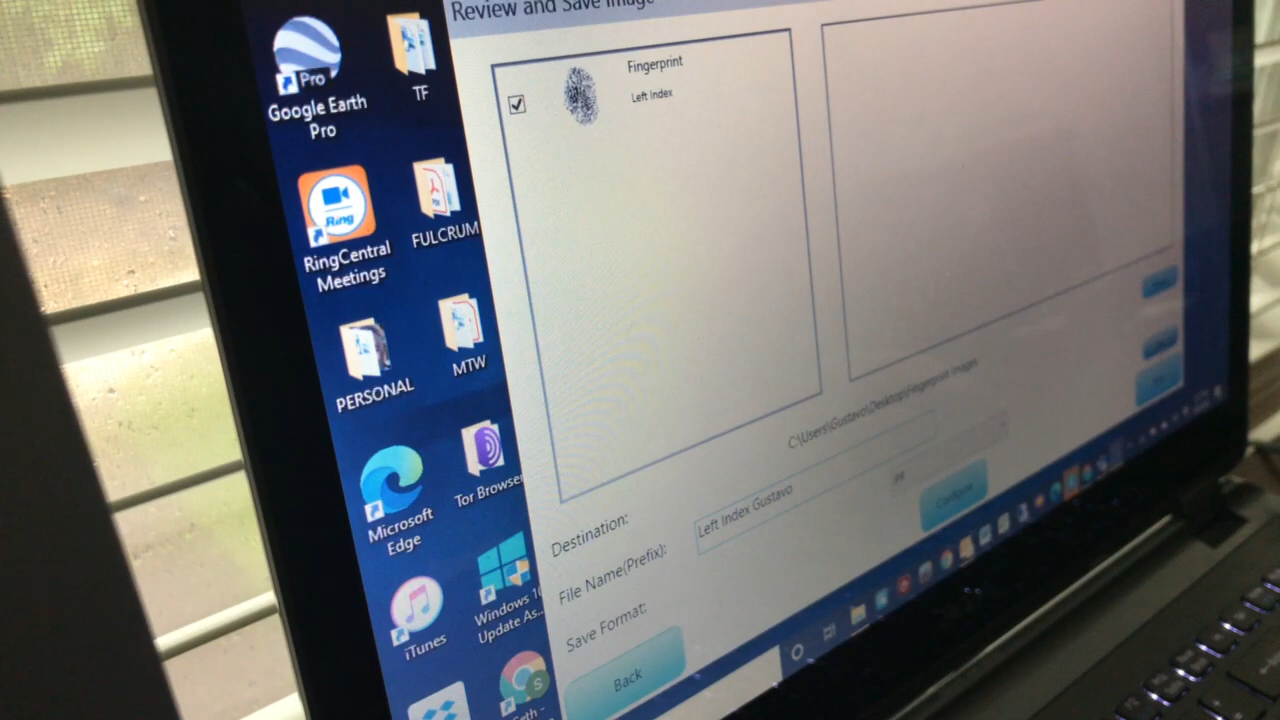 Review and Save Image
Fingerprint
Left Index
Pro
Google Earth
Pro
TF
Ring
RingCentral
Meetings
FULCRUM
PERSONAL
MTW
Microsoft
Edge
Tor Browser
iTunes
Windows 10
Update As...
S
Seth -
C:\Users\Gustavo\Desktop\Fingerprint Images
Destination:
File Name(Prefix):
Left Index Gustavo
Save Format:
Configure
Back